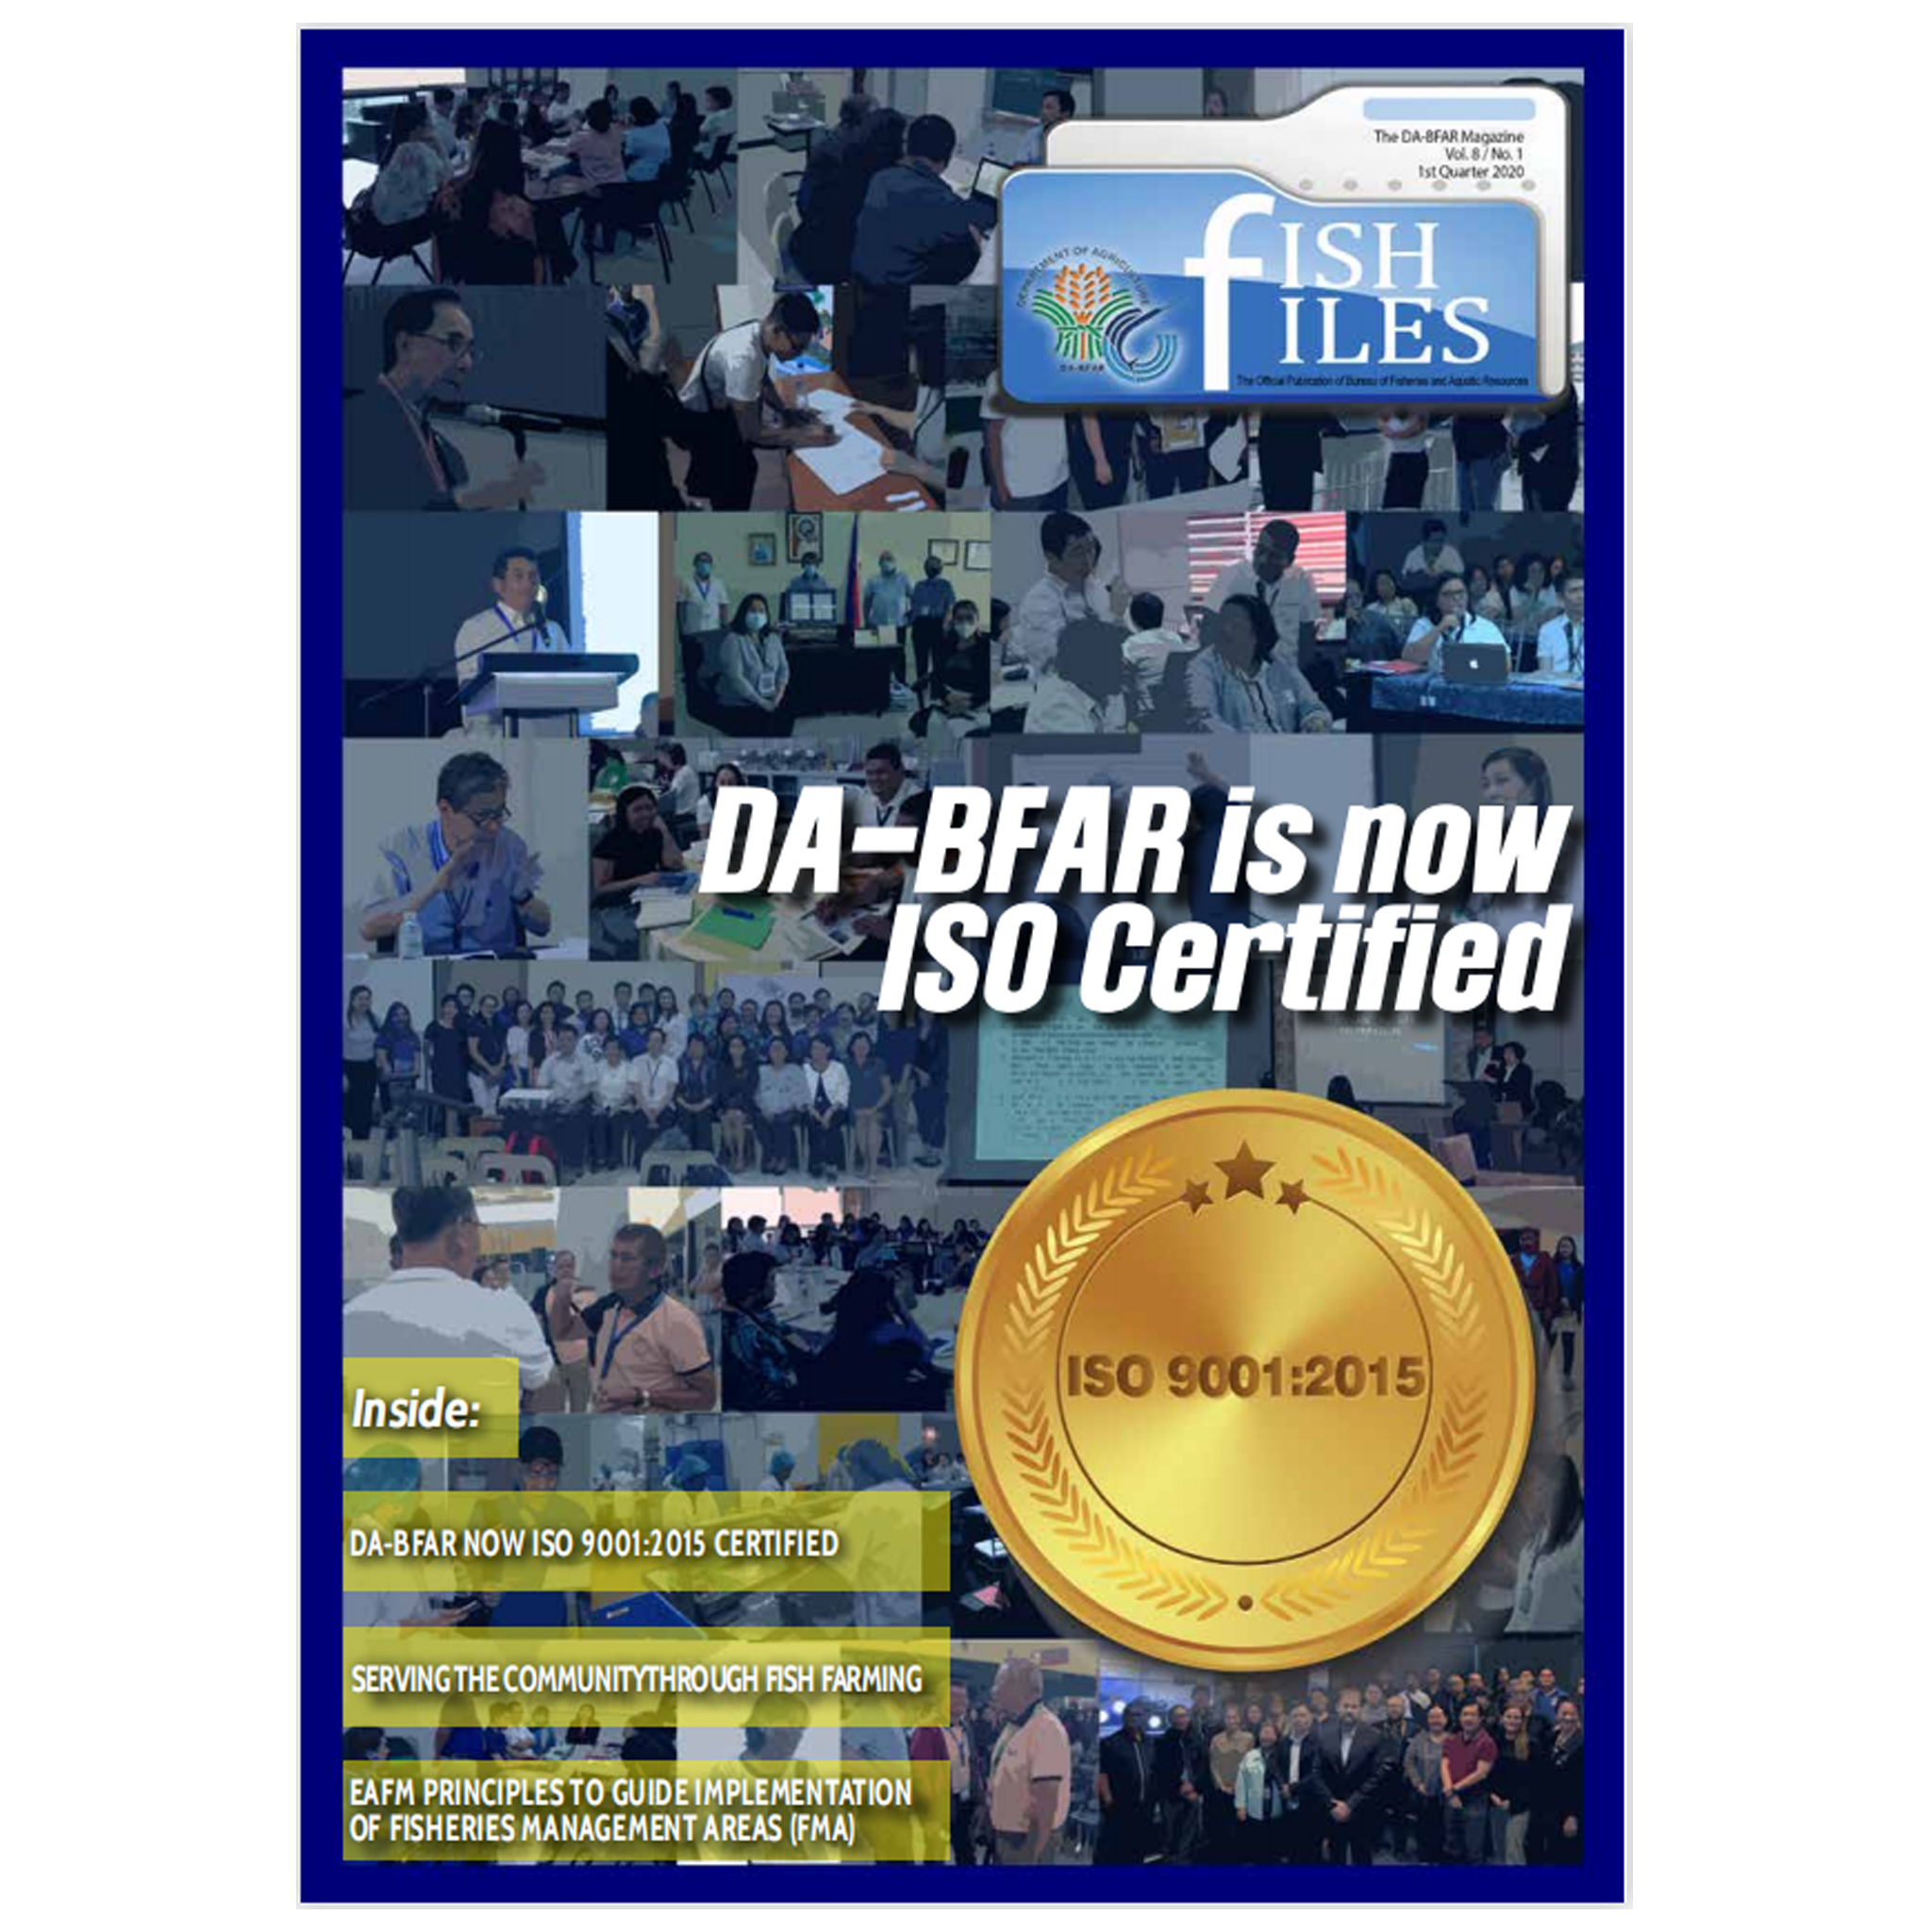 The DA-BFAR Magazine
Vol. 8 / No. 1
1st Quarter 2020
fISH
fILES
DEPARTMENT OF AGRICULTURE
DA-BFAR
The Official Publication of Bureau of Fisheries and Aquatic Resources
DA-BFAR is now
ISO Certified
ISO 9001:2015
Inside:
DA-BFAR NOW ISO 9001:2015 CERTIFIED
SERVING THE COMMUNITYTHROUGH FISH FARMING
EAFM PRINCIPLES TO GUIDE IMPLEMENTATION
OF FISHERIES MANAGEMENT AREAS (FMA)